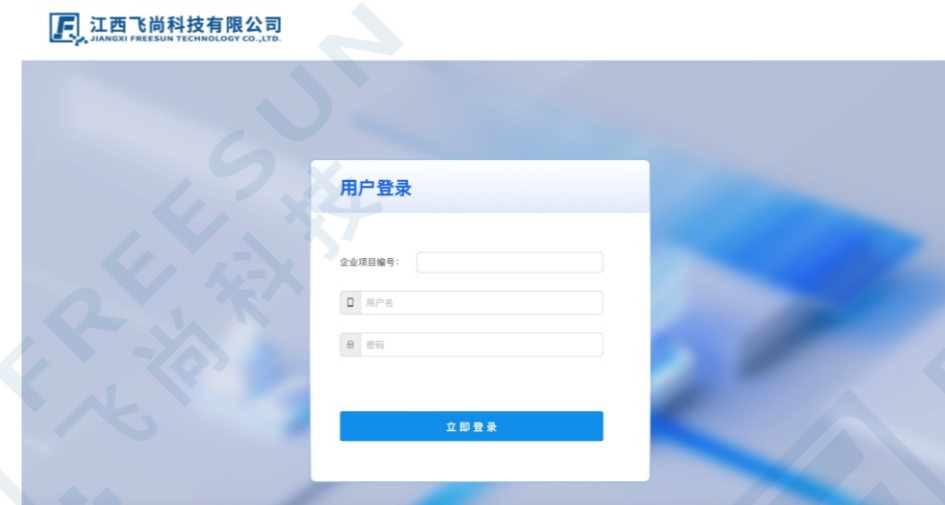 江西飞尚科技有限公司
JIANGXI FREESUN TECHNOLOGY CO.,LTD.
用户登录
企业项目编号：
用户名
密码
立即登录
FREESUN
飞尚科技